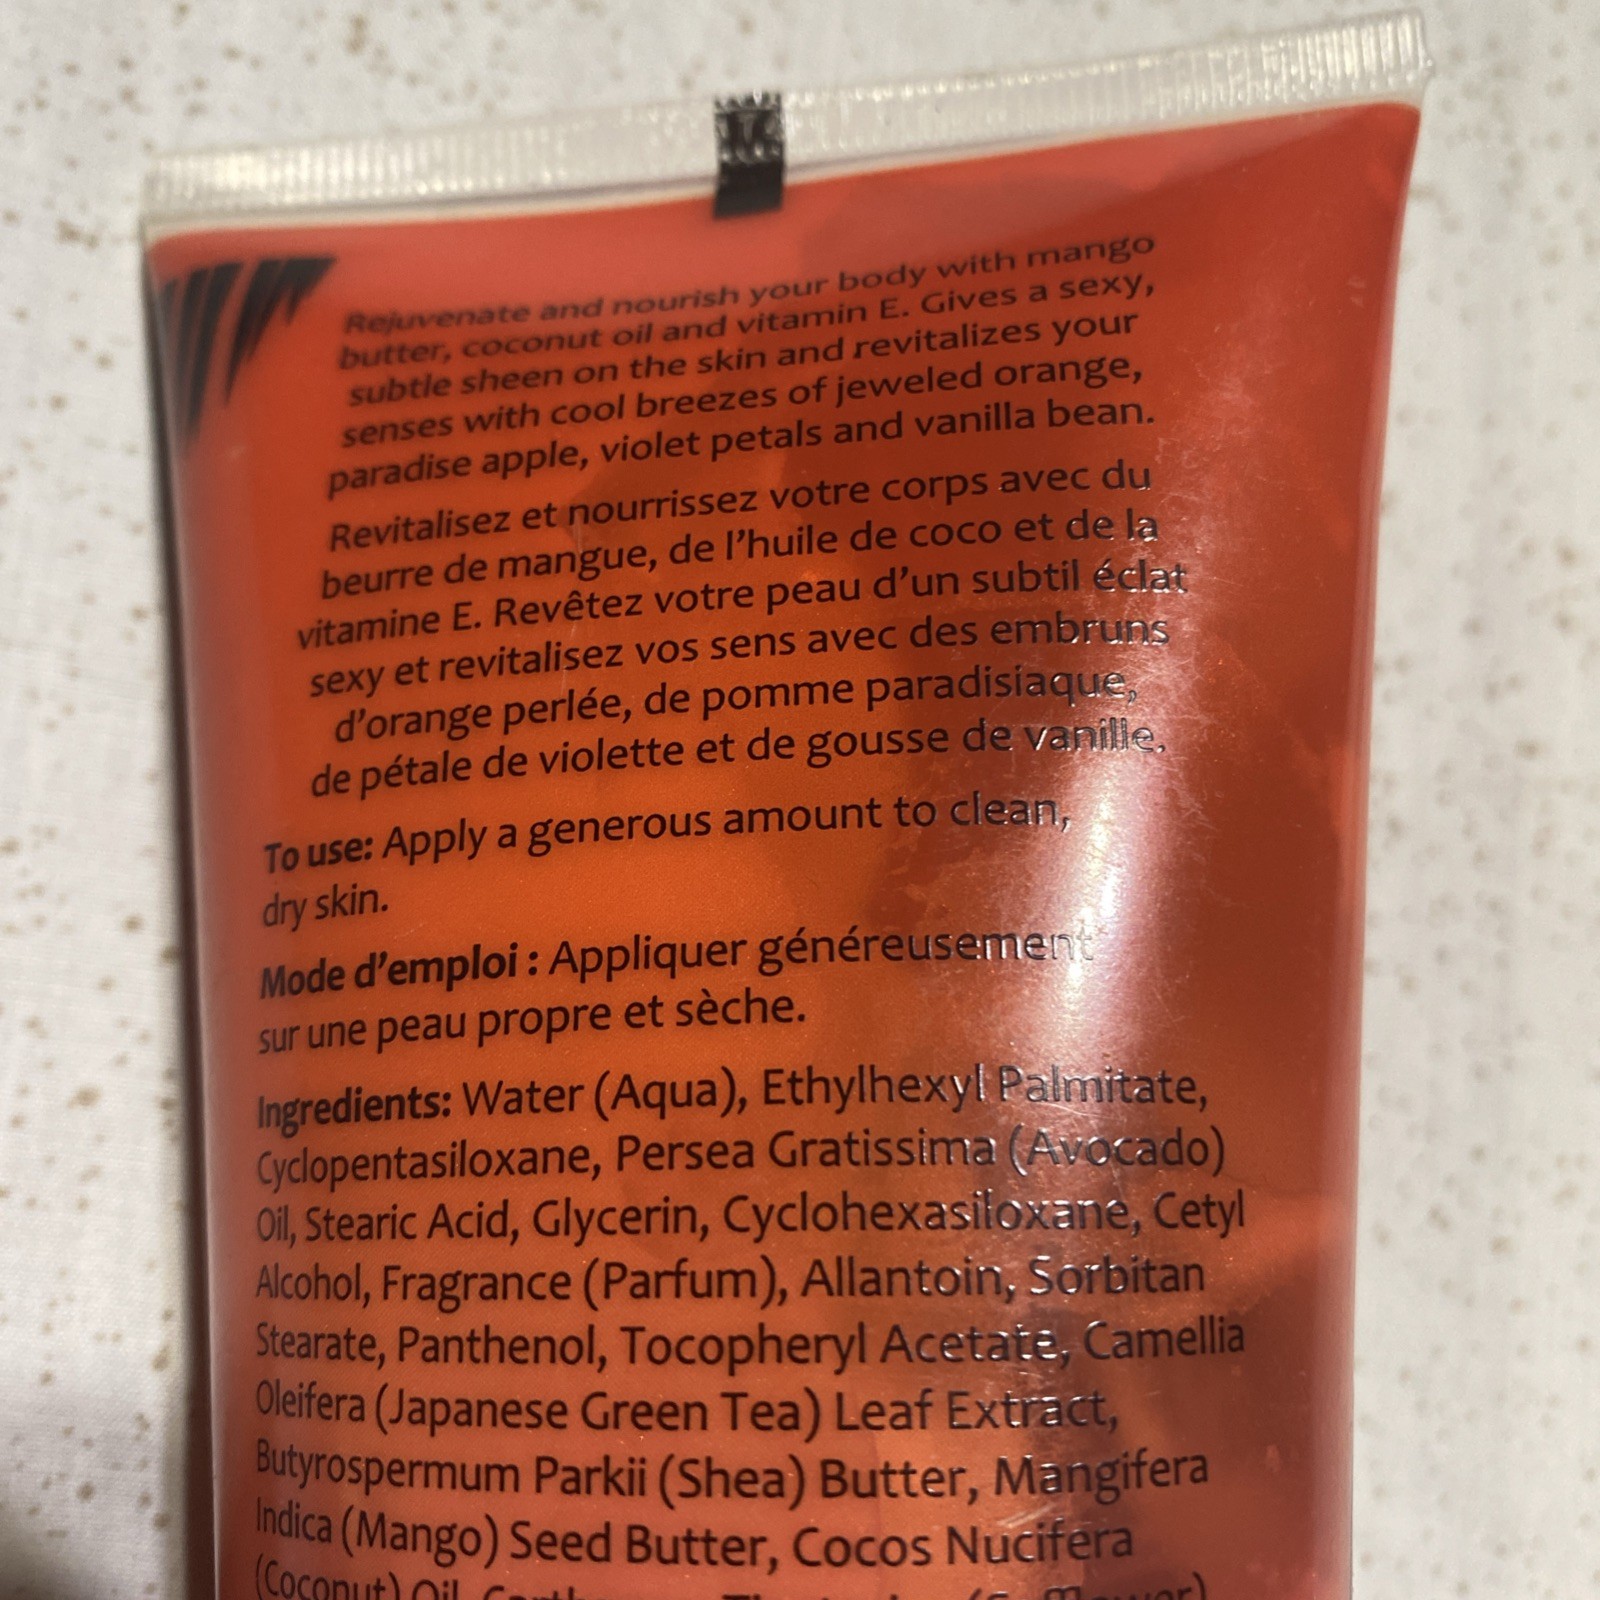 Rejuvenate and nourish your body with mango
butter, coconut oil and vitamin E. Gives a sexy,
subtle sheen on the skin and revitalizes your
senses with cool breezes of jeweled orange,
paradise apple, violet petals and vanilla bean.
Revitalisez et nourrissez votre corps avec du
beurre de mangue, de l'huile de coco et de la
vitamine E. Revêtez votre peau d'un subtil éclat
sexy et revitalisez vos sens avec des embruns
d'orange perlée, de pomme paradisiaque,
de pétale de violette et de gousse de vanille.
To use: Apply a generous amount to clean,
dry skin.
Mode d'emploi : Appliquer généreusement
sur une peau propre et sèche.
Ingredients: Water (Aqua), Ethylhexyl Palmitate,
Cyclopentasiloxane, Persea Gratissima (Avocado)
Oil, Stearic Acid, Glycerin, Cyclohexasiloxane, Cetyl
Alcohol, Fragrance (Parfum), Allantoin, Sorbitan
Stearate, Panthenol, Tocopheryl Acetate, Camellia
Oleifera (Japanese Green Tea) Leaf Extract,
Butyrospermum Parkii (Shea) Butter, Mangifera
Indica (Mango) Seed Butter, Cocos Nucifera
(Coconut) Oil,